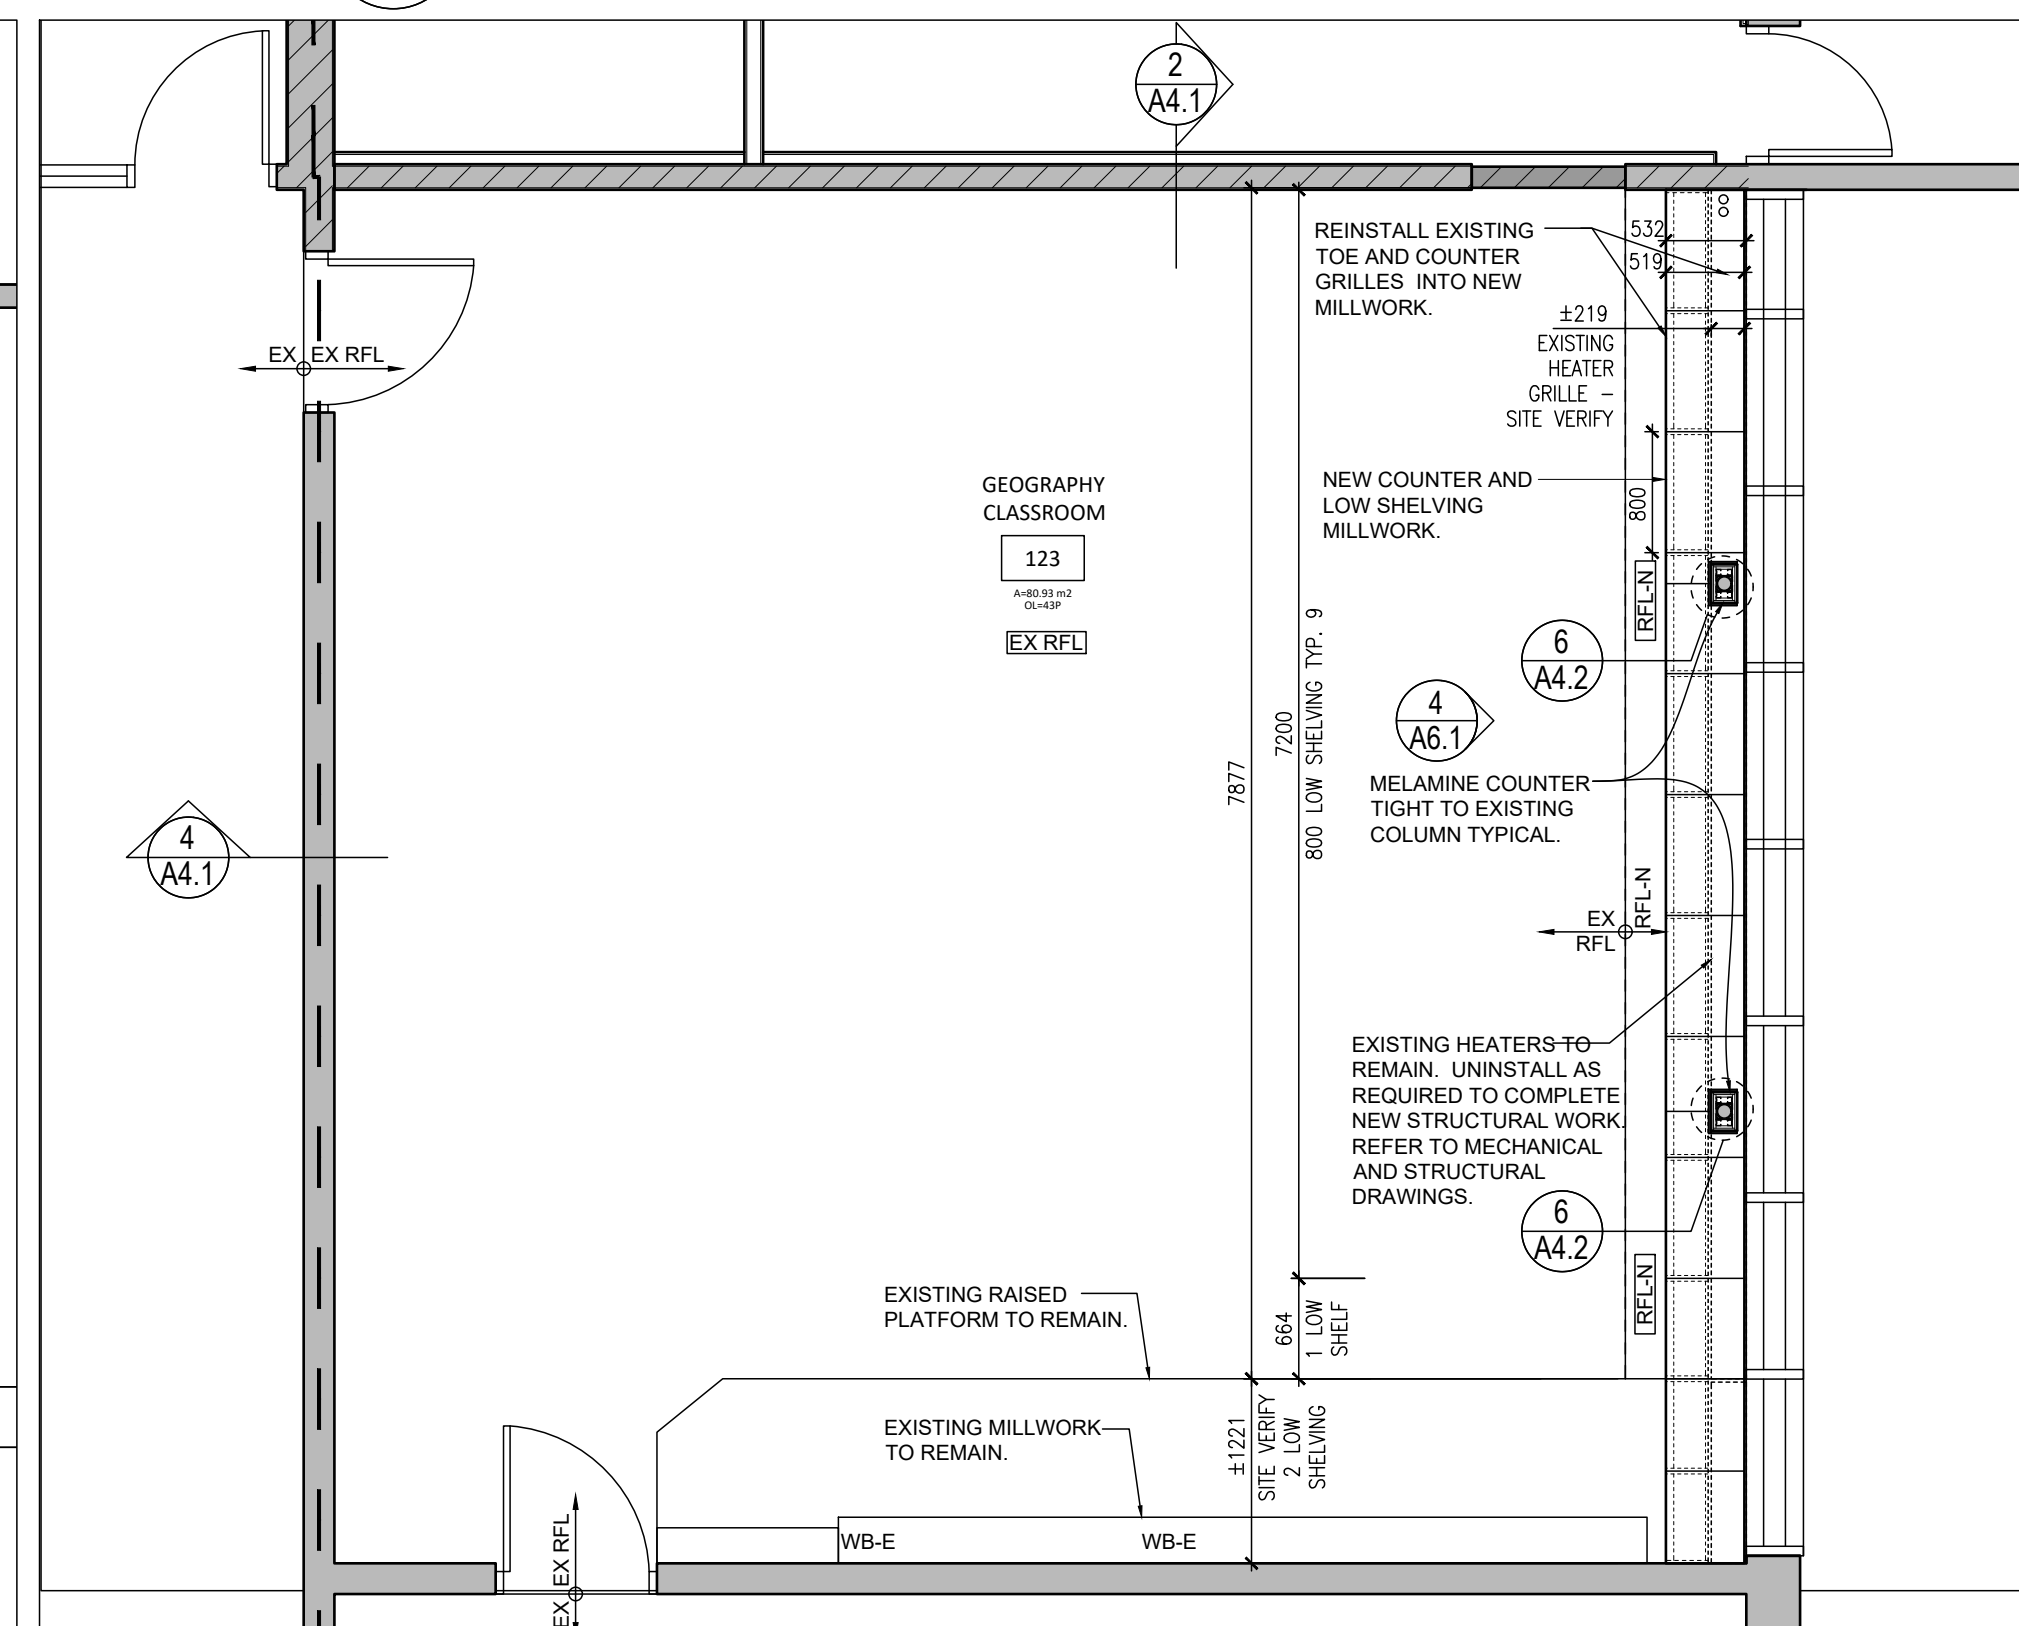 2
A4.1
REINSTALL EXISTING
TOE AND COUNTER
GRILLES INTO NEW
MILLWORK.
532
519
±219
EXISTING
HEATER
GRILLE –
SITE VERIFY
EX
EX RFL
GEOGRAPHY
CLASSROOM
123
A=80.93 m2
OL=43P
EX RFL
NEW COUNTER AND
LOW SHELVING
MILLWORK.
800
RFL-N
6
A4.2
4
A6.1
7877
7200
800 LOW SHELVING TYP. 9
MELAMINE COUNTER
TIGHT TO EXISTING
COLUMN TYPICAL.
4
A4.1
EX
RFL
RFL-N
EXISTING HEATERS TO
REMAIN. UNINSTALL AS
REQUIRED TO COMPLETE
NEW STRUCTURAL WORK.
REFER TO MECHANICAL
AND STRUCTURAL
DRAWINGS.
6
A4.2
RFL-N
EXISTING RAISED
PLATFORM TO REMAIN.
664
1 LOW
SHELF
EXISTING MILLWORK
TO REMAIN.
±1221
SITE VERIFY
2 LOW
SHELVING
WB-E
WB-E
EX RFL
EX